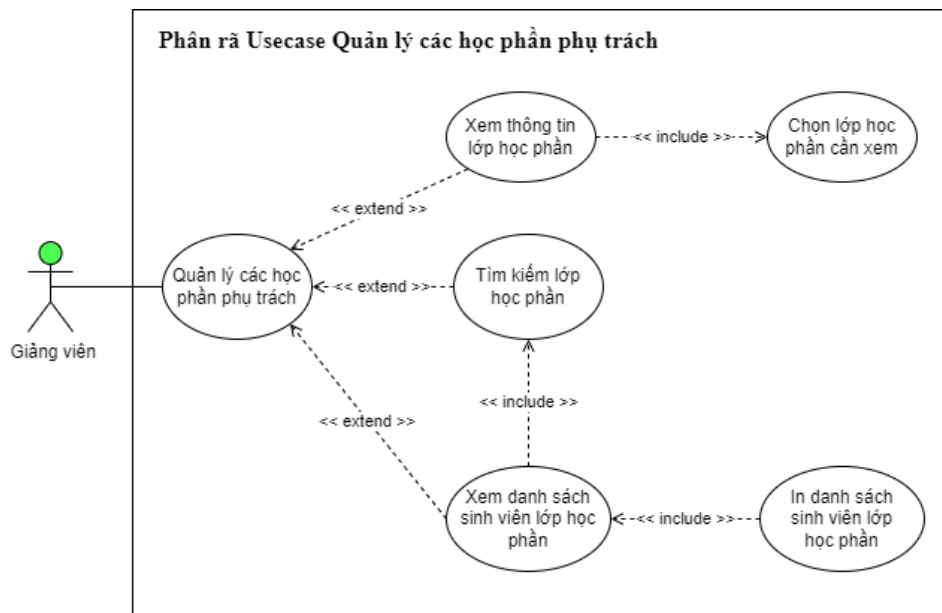 Phân rã Usecase Quản lý các học phần phụ trách
Xem thông tin
lớp học phần
<< include >>
Chọn lớp học
phần cần xem
<< extend >>
Quản lý các học
phần phụ trách
<< extend >>
Tìm kiếm lớp
học phần
Giảng viên
<< include >>
<< extend >>
Xem danh sách
sinh viên lớp học
phần
<< include >>
In danh sách
sinh viên lớp
học phần